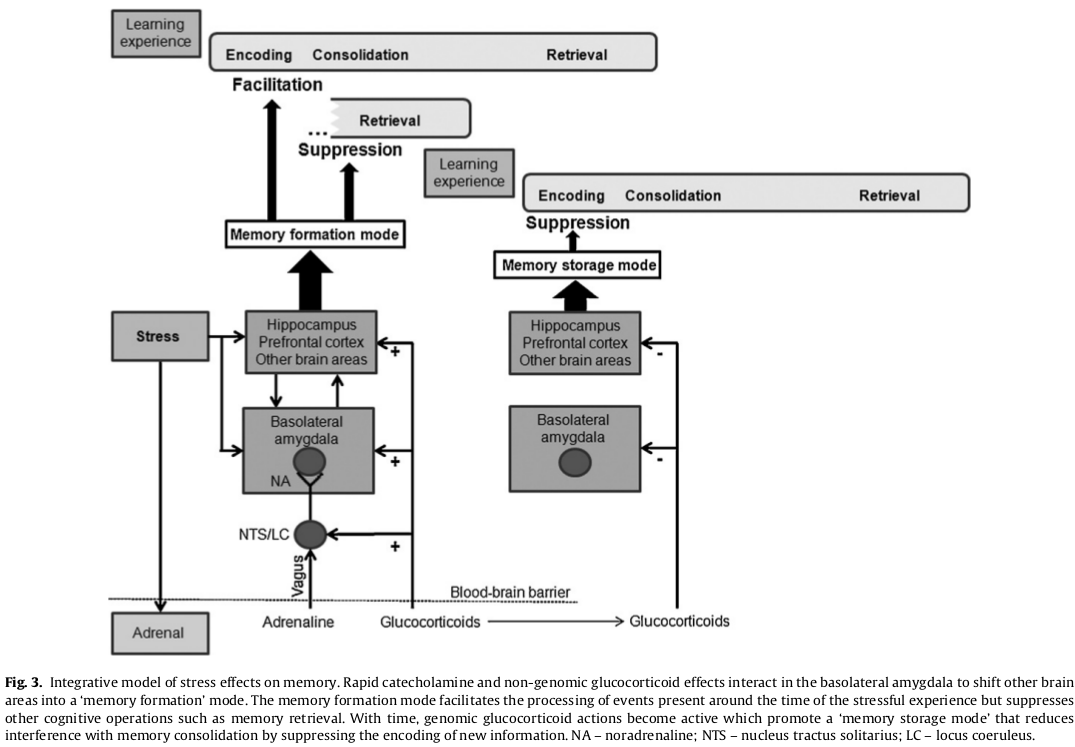 Learning
experience
Encoding Consolidation Retrieval
Facilitation
... Retrieval
Suppression
Learning
experience
Encoding Consolidation Retrieval
Suppression
Memory formation mode
Memory storage mode
Stress
Hippocampus
Prefrontal cortex
Other brain areas
+
Hippocampus
Prefrontal cortex
Other brain areas
-
Basolateral
amygdala
NA
+
Basolateral
amygdala
-
NTS/LC
+
Vagus
Blood-brain barrier
Adrenal
Adrenaline
Glucocorticoids
Glucocorticoids
Fig. 3. Integrative model of stress effects on memory. Rapid catecholamine and non-genomic glucocorticoid effects interact in the basolateral amygdala to shift other brain
areas into a ‘memory formation’ mode. The memory formation mode facilitates the processing of events present around the time of the stressful experience but suppresses
other cognitive operations such as memory retrieval. With time, genomic glucocorticoid actions become active which promote a ‘memory storage mode’ that reduces
interference with memory consolidation by suppressing the encoding of new information. NA – noradrenaline; NTS – nucleus tractus solitarius; LC – locus coeruleus.